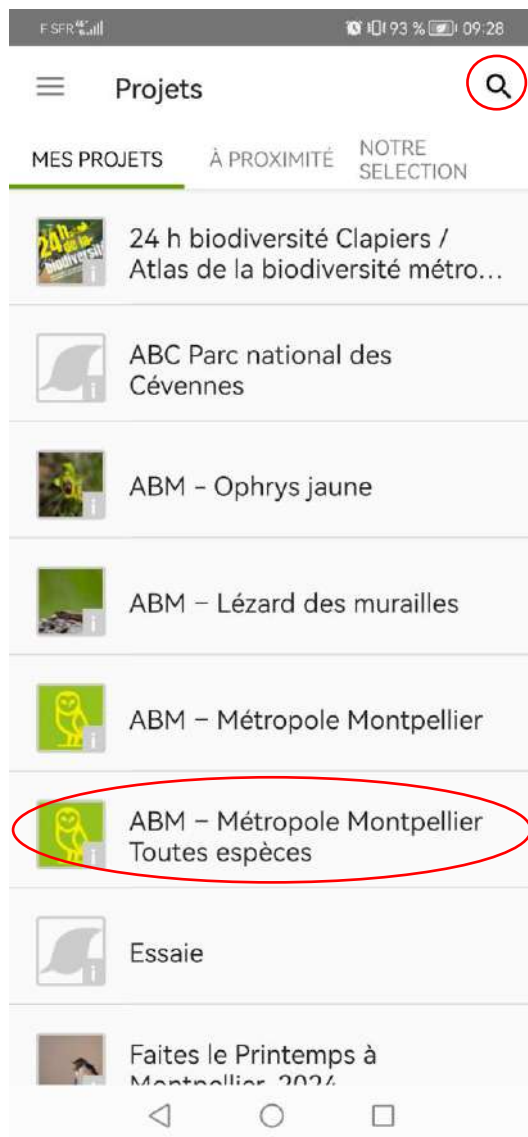 F SFR 93 % 09:28
Projets
MES PROJETS À PROXIMITÉ NOTRE SELECTION
24 h biodiversité Clapiers /
Atlas de la biodiversité métro...
ABC Parc national des
Cévennes
ABM – Ophrys jaune
ABM – Lézard des murailles
ABM – Métropole Montpellier
ABM – Métropole Montpellier
Toutes espèces
Essaie
Faites le Printemps à
Montpellier 2024